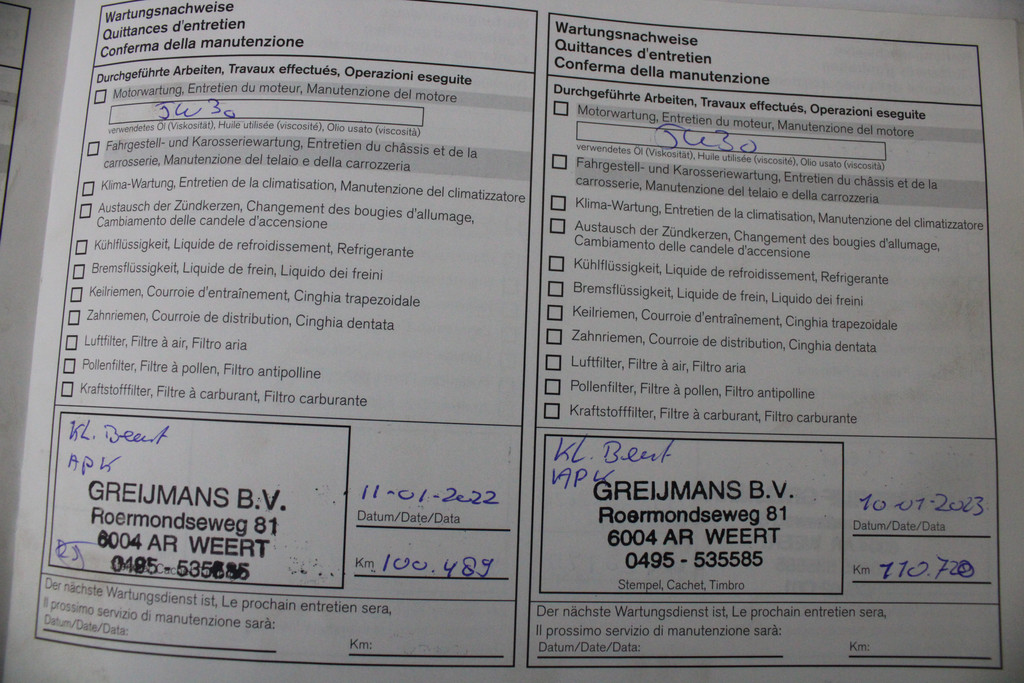 Wartungsnachweise
Quittances d'entretien
Conferma della manutenzione
Durchgeführte Arbeiten, Travaux effectués, Operazioni eseguite
Motorwartung, Entretien du moteur, Manutenzione del motore
5W30
verwendetes Öl (Viskosität), Huile utilisée (viscosité), Olio usato (viscosità)
Fahrgestell- und Karosseriewartung, Entretien du châssis et de la
carrosserie, Manutenzione del telaio e della carrozzeria
Klima-Wartung, Entretien de la climatisation, Manutenzione del climatizzatore
Austausch der Zündkerzen, Changement des bougies d'allumage,
Cambiamento delle candele d'accensione
Kühlflüssigkeit, Liquide de refroidissement, Refrigerante
Bremsflüssigkeit, Liquide de frein, Liquido dei freini
Keilriemen, Courroie d'entraînement, Cinghia trapezoidale
Zahnriemen, Courroie de distribution, Cinghia dentata
Luftfilter, Filtre à air, Filtro aria
Pollenfilter, Filtre à pollen, Filtro antipolline
Kraftstofffilter, Filtre à carburant, Filtro carburante
KL. Beurt
APK
GREIJMANS B.V.
Roermondseweg 81
6004 AR WEERT
0495 - 535585
11-01-2022
Datum/Date/Data
Km 100.489
Der nächste Wartungsdienst ist, Le prochain entretien sera,
Il prossimo servizio di manutenzione sarà:
Datum/Date/Data:
Km:
Wartungsnachweise
Quittances d'entretien
Conferma della manutenzione
Durchgeführte Arbeiten, Travaux effectués, Operazioni eseguite
Motorwartung, Entretien du moteur, Manutenzione del motore
5W30
verwendetes Öl (Viskosität), Huile utilisée (viscosité), Olio usato (viscosità)
Fahrgestell- und Karosseriewartung, Entretien du châssis et de la
carrosserie, Manutenzione del telaio e della carrozzeria
Klima-Wartung, Entretien de la climatisation, Manutenzione del climatizzatore
Austausch der Zündkerzen, Changement des bougies d'allumage,
Cambiamento delle candele d'accensione
Kühlflüssigkeit, Liquide de refroidissement, Refrigerante
Bremsflüssigkeit, Liquide de frein, Liquido dei freini
Keilriemen, Courroie d'entraînement, Cinghia trapezoidale
Zahnriemen, Courroie de distribution, Cinghia dentata
Luftfilter, Filtre à air, Filtro aria
Pollenfilter, Filtre à pollen, Filtro antipolline
Kraftstofffilter, Filtre à carburant, Filtro carburante
KL. Beurt
APK
GREIJMANS B.V.
Roermondseweg 81
6004 AR WEERT
0495 - 535585
Stempel, Cachet, Timbro
10-01-2023
Datum/Date/Data
Km 110.720
Der nächste Wartungsdienst ist, Le prochain entretien sera,
Il prossimo servizio di manutenzione sarà:
Datum/Date/Data:
Km: